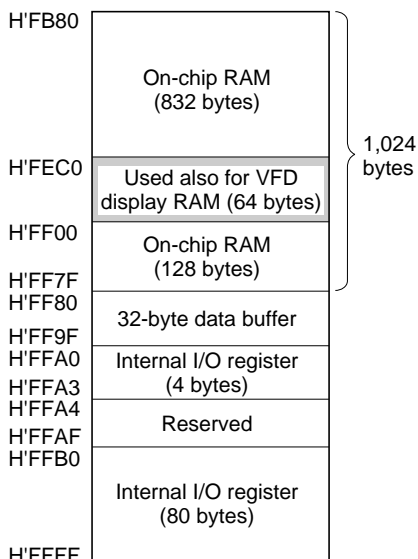 H'FB80
On-chip RAM
(832 bytes)
1,024
bytes
H'FEC0
Used also for VFD
display RAM (64 bytes)
H'FF00
On-chip RAM
(128 bytes)
H'FF7F
H'FF80
32-byte data buffer
H'FF9F
H'FFA0
Internal I/O register
(4 bytes)
H'FFA3
H'FFA4
Reserved
H'FFAF
H'FFB0
Internal I/O register
(80 bytes)
H'FFFF